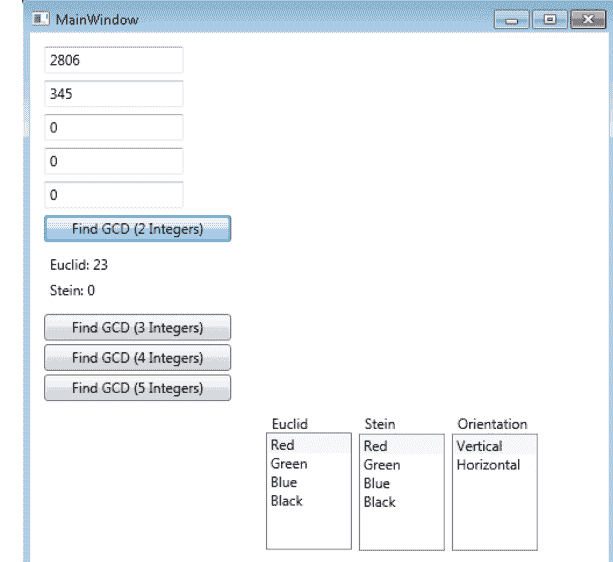 MainWindow
2806
345
0
0
0
Find GCD (2 Integers)
Euclid: 23
Stein: 0
Find GCD (3 Integers)
Find GCD (4 Integers)
Find GCD (5 Integers)
Euclid Stein Orientation
Red Red Vertical
Green Green Horizontal
Blue Blue
Black Black